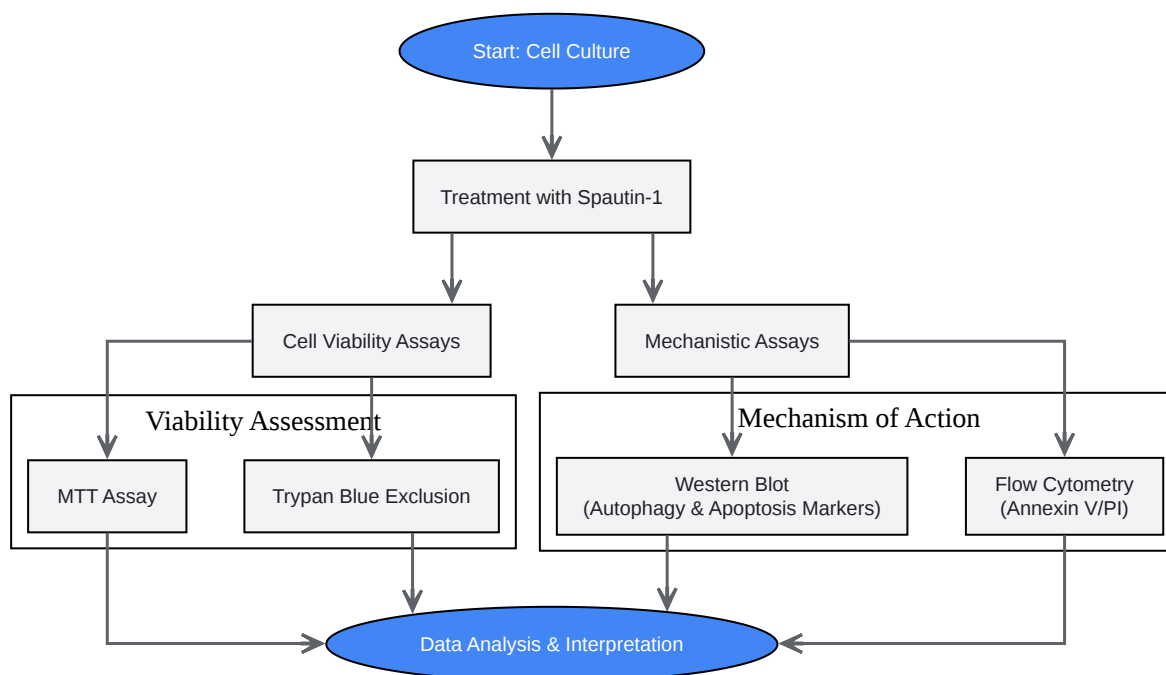 Start: Cell Culture
Treatment with Spautin-1
Cell Viability Assays
Mechanistic Assays
Viability Assessment
Mechanism of Action
MTT Assay
Trypan Blue Exclusion
Western Blot
(Autophagy & Apoptosis Markers)
Flow Cytometry
(Annexin V/PI)
Data Analysis & Interpretation